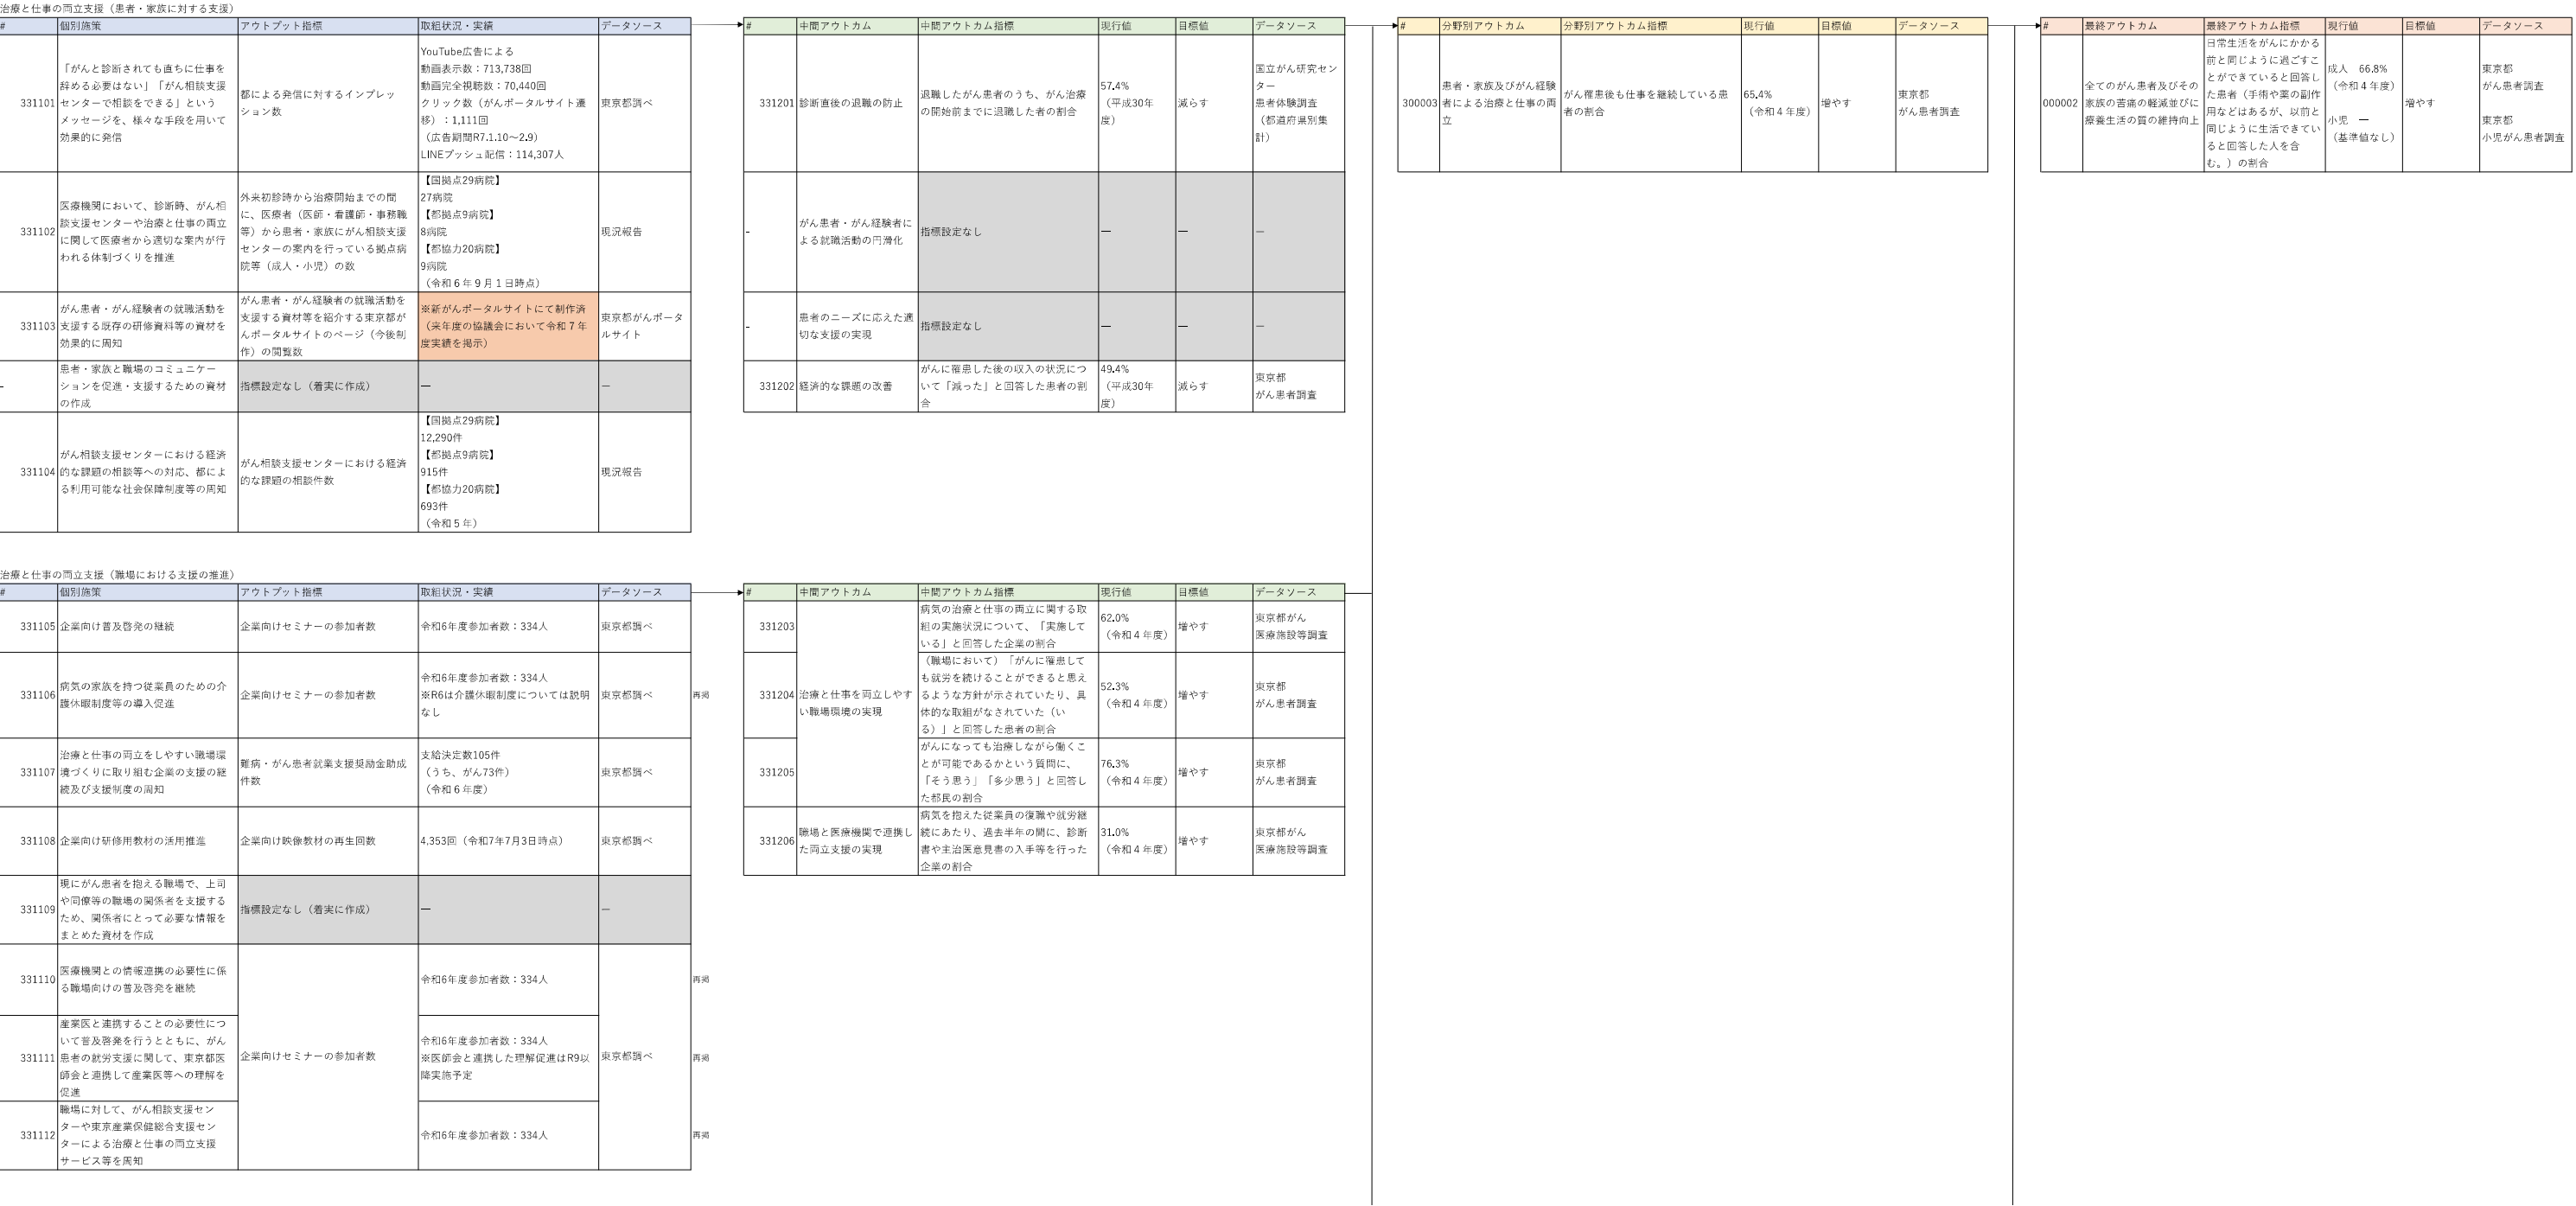 治療と仕事の両立支援（患者・家族に対する支援）
# 個別施策 アウトプット指標 取組状況・実績 データソース
331101
「がんと診断されても直ちに仕事を
辞める必要はない」「がん相談支援
センターで相談をできる」という
メッセージを、様々な手段を用いて
効果的に発信
都による発信に対するインプレッ
ション数
YouTube広告による
動画表示数：713,738回
動画完全視聴数：70,440回
クリック数（がんポータルサイト遷
移）：1,111回
（広告期間R7.1.10～2.9）
LINEプッシュ配信：114,307人
東京都調べ
331102
医療機関において、診断時、がん相
談支援センターや治療と仕事の両立
に関して医療者から適切な案内が行
われる体制づくりを推進
外来初診時から治療開始までの間
に、医療者（医師・看護師・事務職
等）から患者・家族にがん相談支援
センターの案内を行っている拠点病
院等（成人・小児）の数
【国拠点29病院】
27病院
【都拠点9病院】
8病院
【都協力20病院】
9病院
（令和６年９月１日時点）
現況報告
331103
がん患者・がん経験者の就職活動を
支援する既存の研修資料等の資材を
効果的に周知
がん患者・がん経験者の就職活動を
支援する資材等を紹介する東京都が
んポータルサイトのページ（今後制
作）の閲覧数
※新がんポータルサイトにて制作済
（来年度の協議会において令和７年
度実績を掲示）
東京都がんポータ
ルサイト
-
患者・家族と職場のコミュニケー
ションを促進・支援するための資材
の作成
指標設定なし（着実に作成）
―
―
331104
がん相談支援センターにおける経済
的な課題の相談等への対応、都によ
る利用可能な社会保障制度等の周知
がん相談支援センターにおける経済
的な課題の相談件数
【国拠点29病院】
12,290件
【都拠点9病院】
915件
【都協力20病院】
693件
（令和５年）
現況報告
# 中間アウトカム 中間アウトカム指標 現行値 目標値 データソース
331201
診断直後の退職の防止
退職したがん患者のうち、がん治療
の開始前までに退職した者の割合
57.4%
（平成30年
度）
減らす
国立がん研究セン
ター
患者体験調査
（都道府県別集
計）
-
がん患者・がん経験者に
よる就職活動の円滑化
指標設定なし
―
―
―
-
患者のニーズに応えた適
切な支援の実現
指標設定なし
―
―
―
331202
経済的な課題の改善
がんに罹患した後の収入の状況につ
いて「減った」と回答した患者の割
合
49.4%
（平成30年
度）
減らす
東京都
がん患者調査
# 分野別アウトカム 分野別アウトカム指標 現行値 目標値 データソース
300003
患者・家族及びがん経験
者による治療と仕事の両
立
がん罹患後も仕事を継続している患
者の割合
65.4%
（令和４年度）
増やす
東京都
がん患者調査
# 最終アウトカム 最終アウトカム指標 現行値 目標値 データソース
000002
全てのがん患者及びその
家族の苦痛の軽減並びに
療養生活の質の維持向上
日常生活をがんにかかる
前と同じように過ごすこ
とができていると回答し
た患者（手術や薬の副作
用などはあるが、以前と
同じように生活できてい
ると回答した人を含
む。）の割合
成人　66.8%
（令和４年度）
小児　―
（基準値なし）
増やす
東京都
がん患者調査
東京都
小児がん患者調査
治療と仕事の両立支援（職場における支援の推進）
# 個別施策 アウトプット指標 取組状況・実績 データソース
331105
企業向け普及啓発の継続
企業向けセミナーの参加者数
令和6年度参加者数：334人
東京都調べ
331106
病気の家族を持つ従業員のための介
護休暇制度等の導入促進
企業向けセミナーの参加者数
令和6年度参加者数：334人
※R6は介護休暇制度については説明
なし
東京都調べ
再掲
331107
治療と仕事の両立をしやすい職場環
境づくりに取り組む企業の支援の継
続及び支援制度の周知
難病・がん患者就業支援奨励金助成
件数
支給決定数105件
（うち、がん73件）
（令和６年度）
東京都調べ
331108
企業向け研修用教材の活用推進
企業向け映像教材の再生回数
4,353回（令和7年7月3日時点）
東京都調べ
331109
現にがん患者を抱える職場で、上司
や同僚等の職場の関係者を支援する
ため、関係者にとって必要な情報を
まとめた資材を作成
指標設定なし（着実に作成）
―
―
331110
医療機関との情報連携の必要性に係
る職場向けの普及啓発を継続
令和6年度参加者数：334人
再掲
331111
産業医と連携することの必要性につ
いて普及啓発を行うとともに、がん
患者の就労支援に関して、東京都医
師会と連携して産業医等への理解を
促進
企業向けセミナーの参加者数
令和6年度参加者数：334人
※医師会と連携した理解促進はR9以
降実施予定
東京都調べ
再掲
331112
職場に対して、がん相談支援セン
ターや東京産業保健総合支援セン
ターによる治療と仕事の両立支援
サービス等を周知
令和6年度参加者数：334人
再掲
# 中間アウトカム 中間アウトカム指標 現行値 目標値 データソース
331203
病気の治療と仕事の両立に関する取
組の実施状況について、「実施して
いる」と回答した企業の割合
62.0%
（令和４年度）
増やす
東京都がん
医療施設等調査
331204
治療と仕事を両立しやす
い職場環境の実現
（職場において）「がんに罹患して
も就労を続けることができると思え
るような方針が示されていたり、具
体的な取組がなされていた（い
る）」と回答した患者の割合
52.3%
（令和４年度）
増やす
東京都
がん患者調査
331205
がんになっても治療しながら働くこ
とが可能であるかという質問に、
「そう思う」「多少思う」と回答し
た都民の割合
76.3%
（令和４年度）
増やす
東京都
がん患者調査
331206
職場と医療機関で連携し
た両立支援の実現
病気を抱えた従業員の復職や就労継
続にあたり、過去半年の間に、診断
書や主治医意見書の入手等を行った
企業の割合
31.0%
（令和４年度）
増やす
東京都がん
医療施設等調査